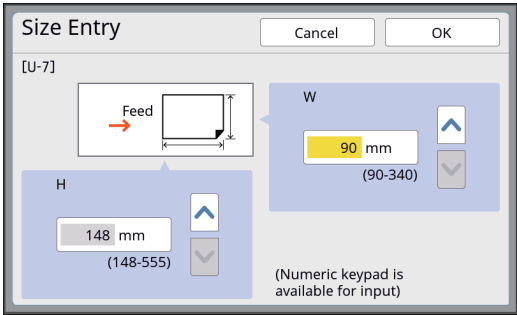 Size Entry
Cancel
OK
[U-7]
Feed
W
90 mm
(90-340)
H
148 mm
(148-555)
(Numeric keypad is
available for input)